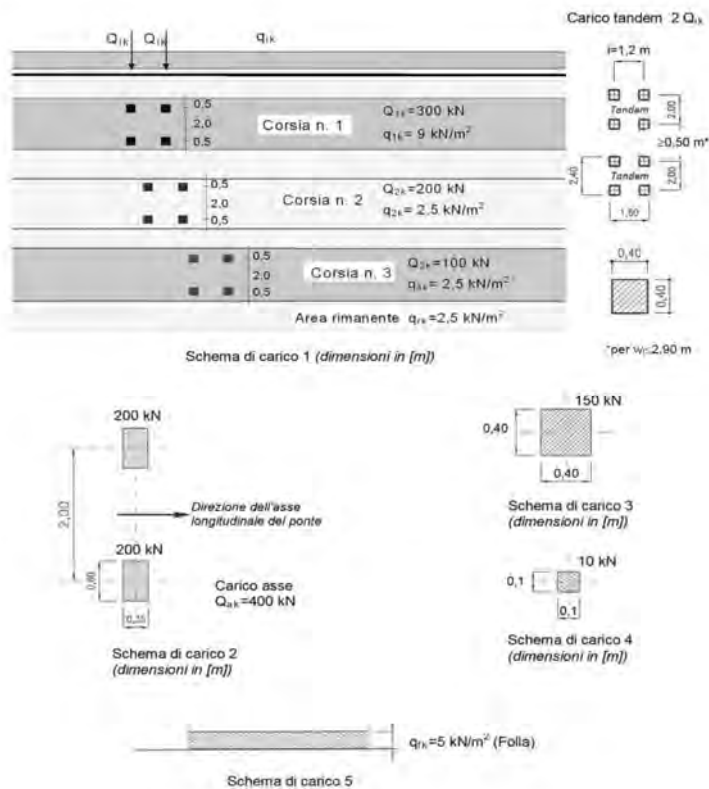 Carico tandem 2 Qik
Qik Qik qik
i=1,2 m
0,5
2,0
0,5
Corsia n. 1
Q1k=300 kN
q1k= 9 kN/m²
Tandem
2,00
≥0,50 m*
0,5
2,0
0,5
Corsia n. 2
Q2k=200 kN
q2k= 2,5 kN/m²
2,40
Tandem
2,00
1,60
0,5
2,0
0,5
Corsia n. 3
Q3k=100 kN
q3k= 2,5 kN/m²
0,40
0,40
Area rimanente qrk=2,5 kN/m²
Schema di carico 1 (dimensioni in [m])
*per wl≤2,90 m
200 kN
2,00
Direzione dell'asse
longitudinale del ponte
200 kN
0,60
0,35
Carico asse
Qak=400 kN
Schema di carico 2
(dimensioni in [m])
150 kN
0,40
0,40
Schema di carico 3
(dimensioni in [m])
10 kN
0,1
0,1
Schema di carico 4
(dimensioni in [m])
qfk=5 kN/m² (Folla)
Schema di carico 5